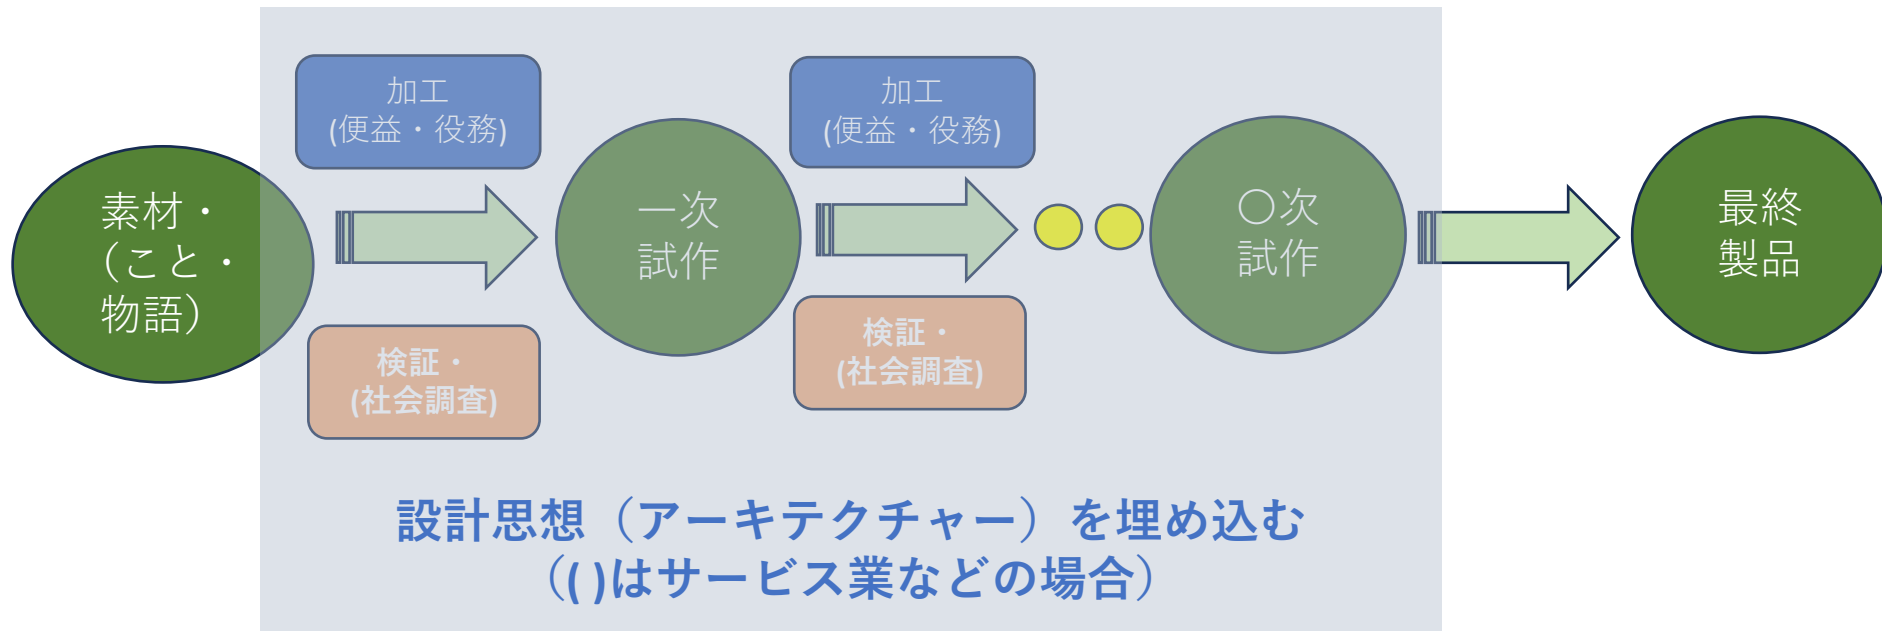 加工
(便益・役務)
加工
(便益・役務)
素材・
（こと・
物語）
一次
試作
〇次
試作
最終
製品
検証・
(社会調査)
検証・
(社会調査)
設計思想（アーキテクチャー）を埋め込む
（( )はサービス業などの場合）